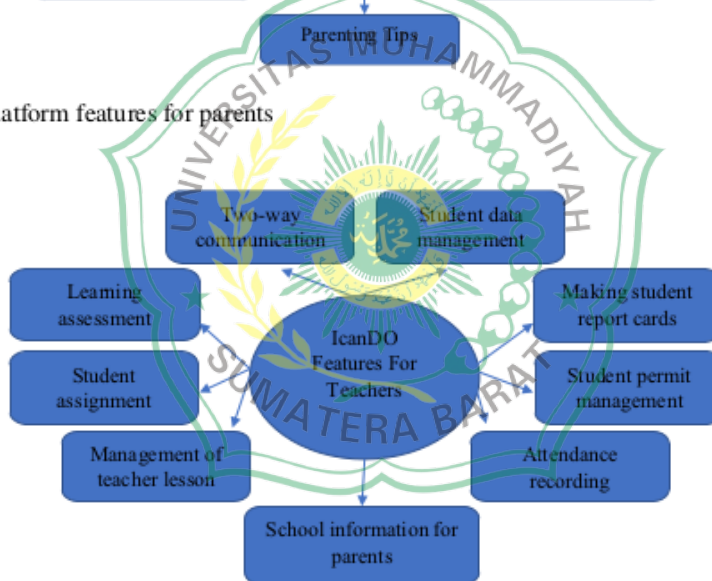 Parenting Tips
atform features for parents
Two-way
communication
Student data
management
Learning
assessment
IcanDO
Features For
Teachers
Making student
report cards
Student
assignment
Student permit
management
Management of
teacher lesson
Attendance
recording
School information for
parents
UNIVERSITAS MUHAMMADIYAH
SUMATERA BARAT